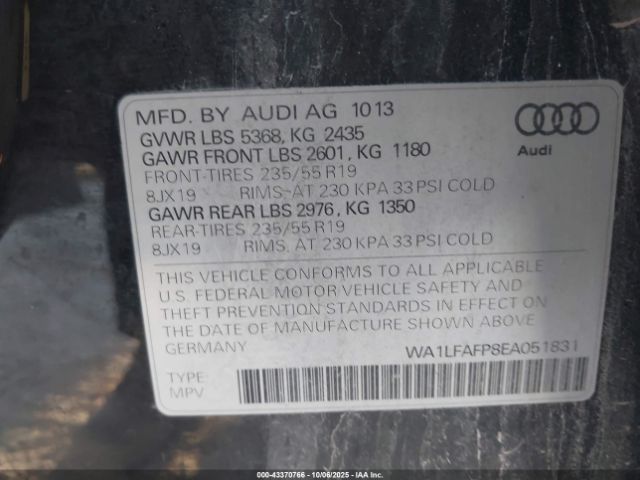 MFD. BY AUDI AG 1013
GVWR LBS 5368, KG 2435
GAWR FRONT LBS 2601, KG 1180
FRONT-TIRES 235/55 R19
8JX19 RIMS-AT 230 KPA 33 PSI COLD
GAWR REAR LBS 2976, KG 1350
REAR-TIRES 235/55 R19
8JX19 RIMS. AT 230 KPA 33 PSI COLD
Audi
THIS VEHICLE CONFORMS TO ALL APPLICABLE
U.S. FEDERAL MOTOR VEHICLE SAFETY AND
THEFT PREVENTION STANDARDS IN EFFECT ON
THE DATE OF MANUFACTURE SHOWN ABOVE.
GERMANY
WA1LFAFP8EA051831
TYPE:
MPV
000-43370766 | 10/06/2025 | © IAA, LLC